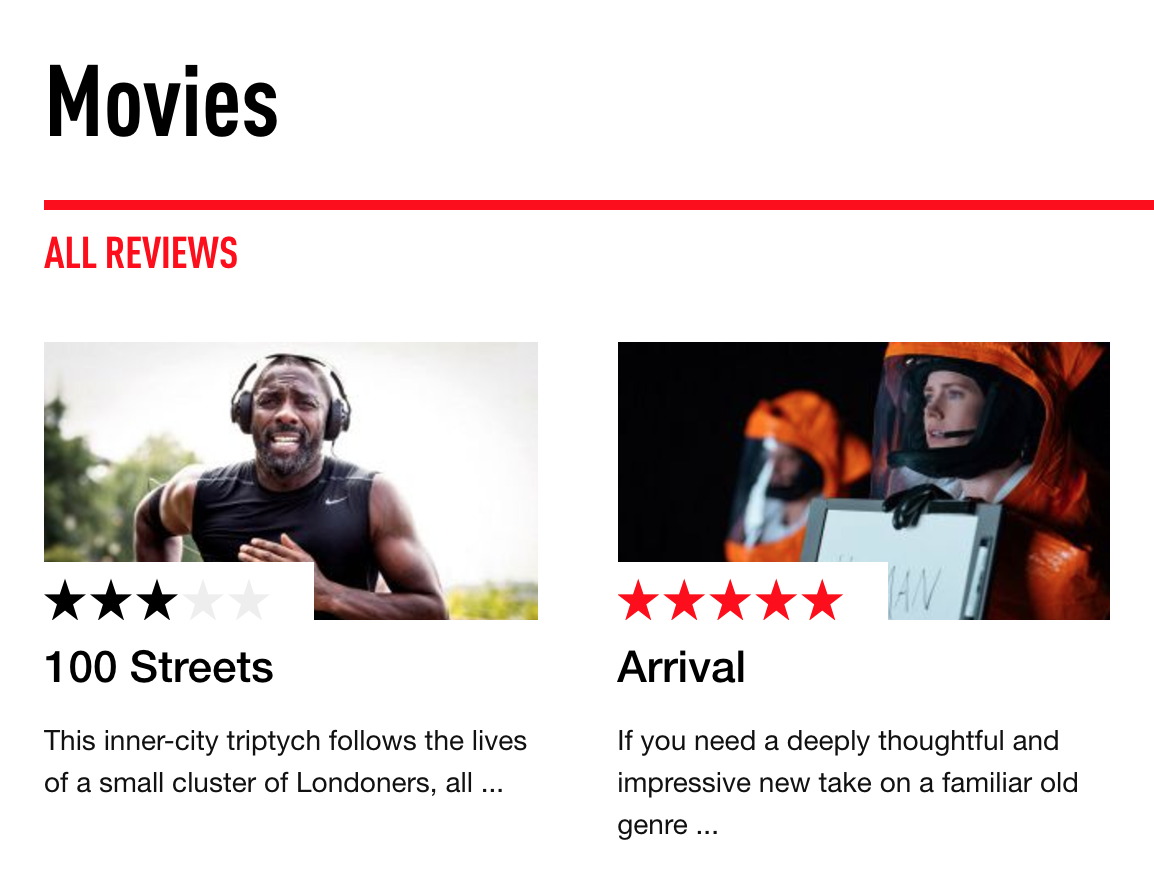 Movies
ALL REVIEWS
100 Streets
This inner-city triptych follows the lives
of a small cluster of Londoners, all ...
Arrival
If you need a deeply thoughtful and
impressive new take on a familiar old
genre ...